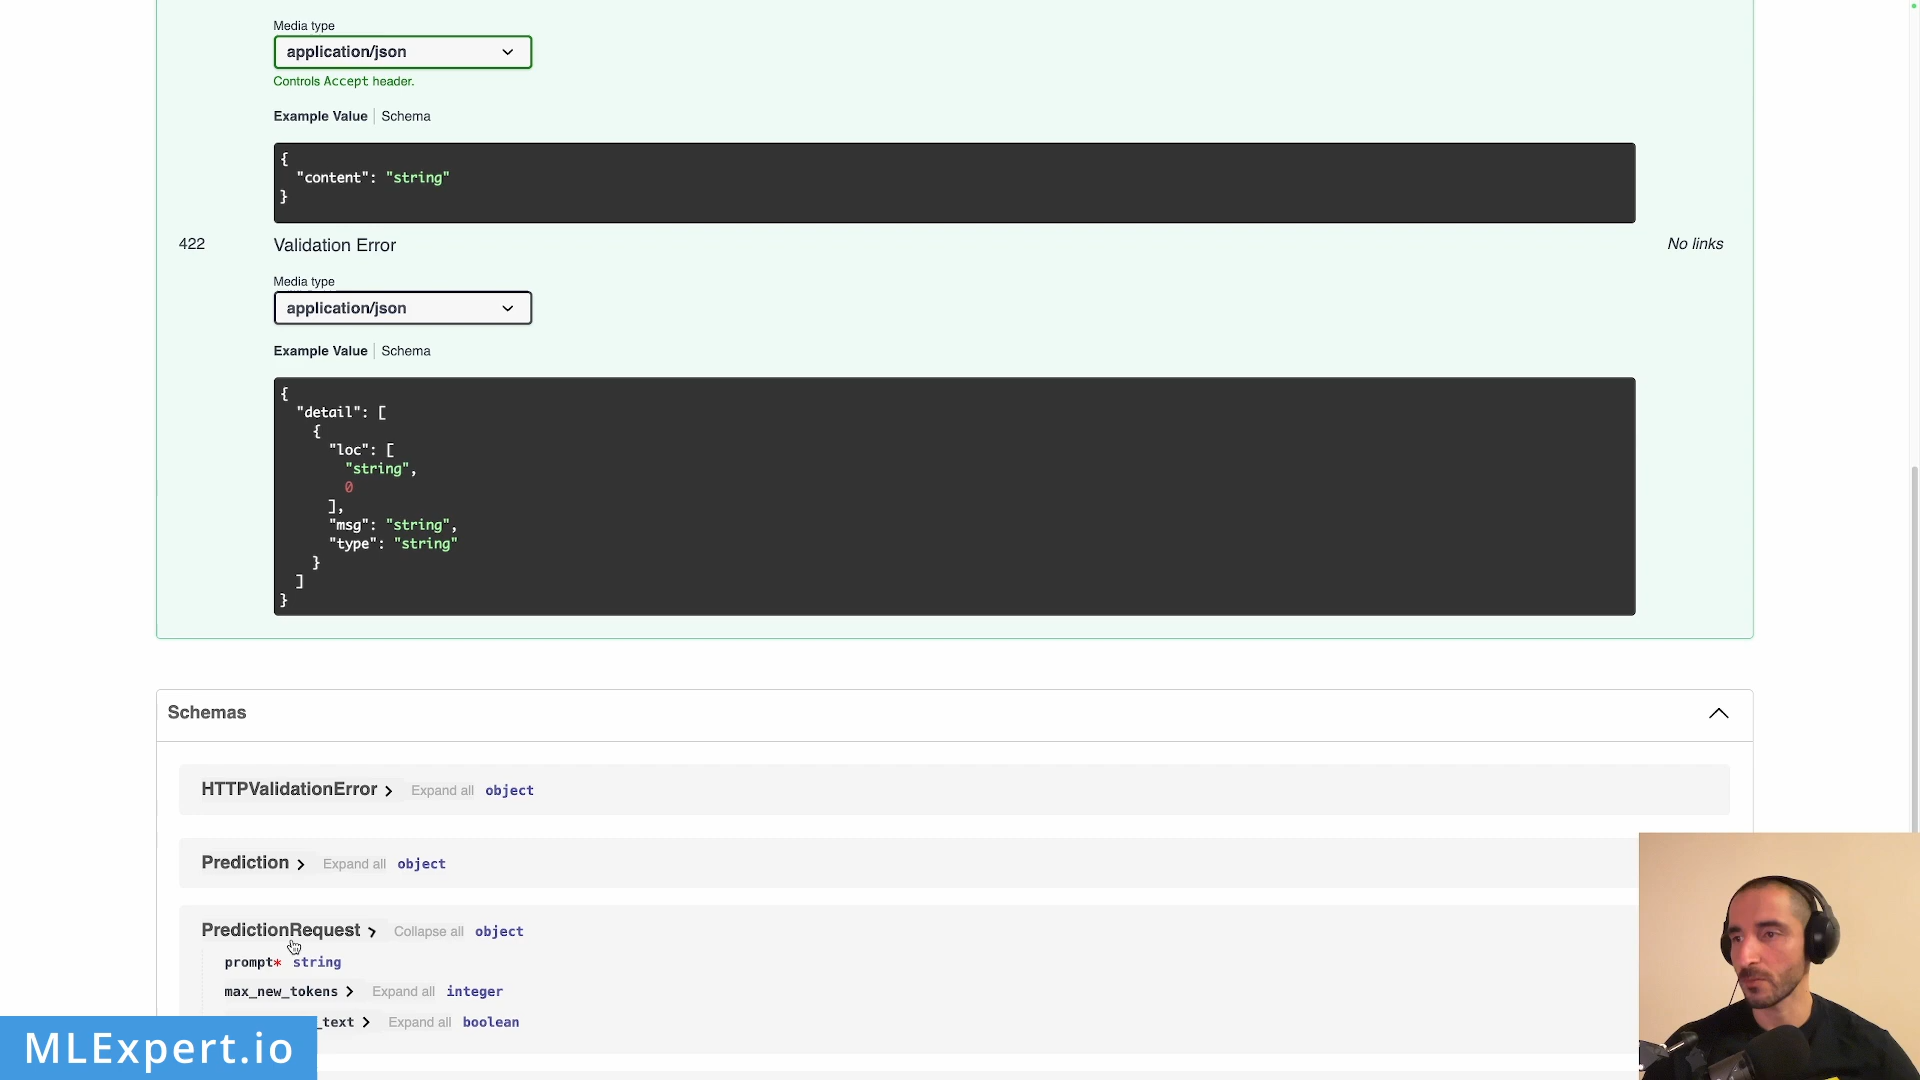 Media type
application/json
Controls Accept header.
Example Value | Schema
{
"content": "string"
}
422 Validation Error No links
Media type
application/json
Example Value | Schema
{
"detail": [
{
"loc": [
"string",
0
],
"msg": "string",
"type": "string"
}
]
}
Schemas
HTTPValidationError Expand all object
Prediction Expand all object
PredictionRequest Collapse all object
prompt* string
max_new_tokens Expand all integer
_text Expand all boolean
MLExpert.io